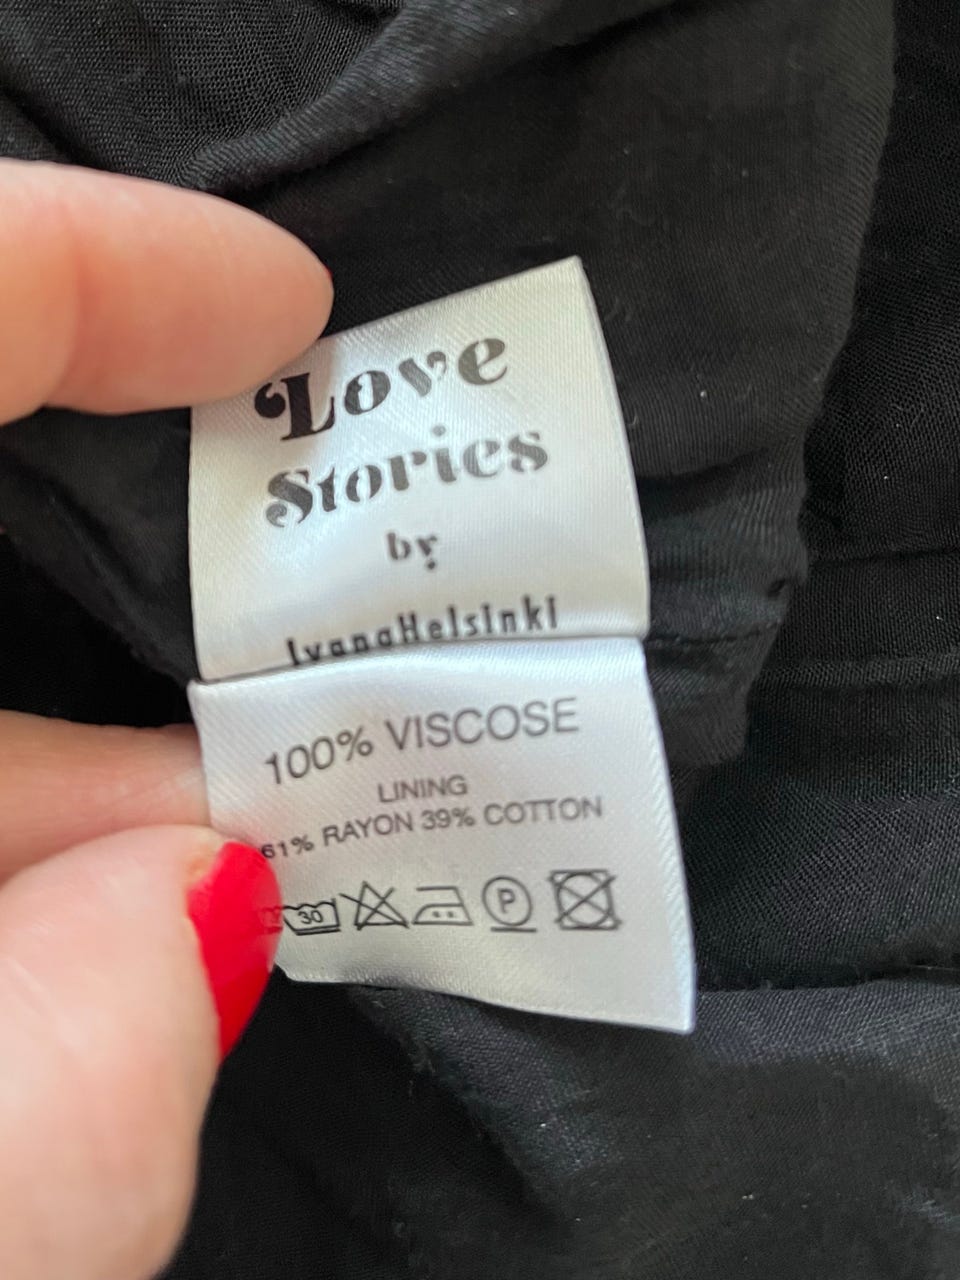 Love
Stories
by
IvanaHelsinki
100% VISCOSE
LINING
61% RAYON 39% COTTON
30 P